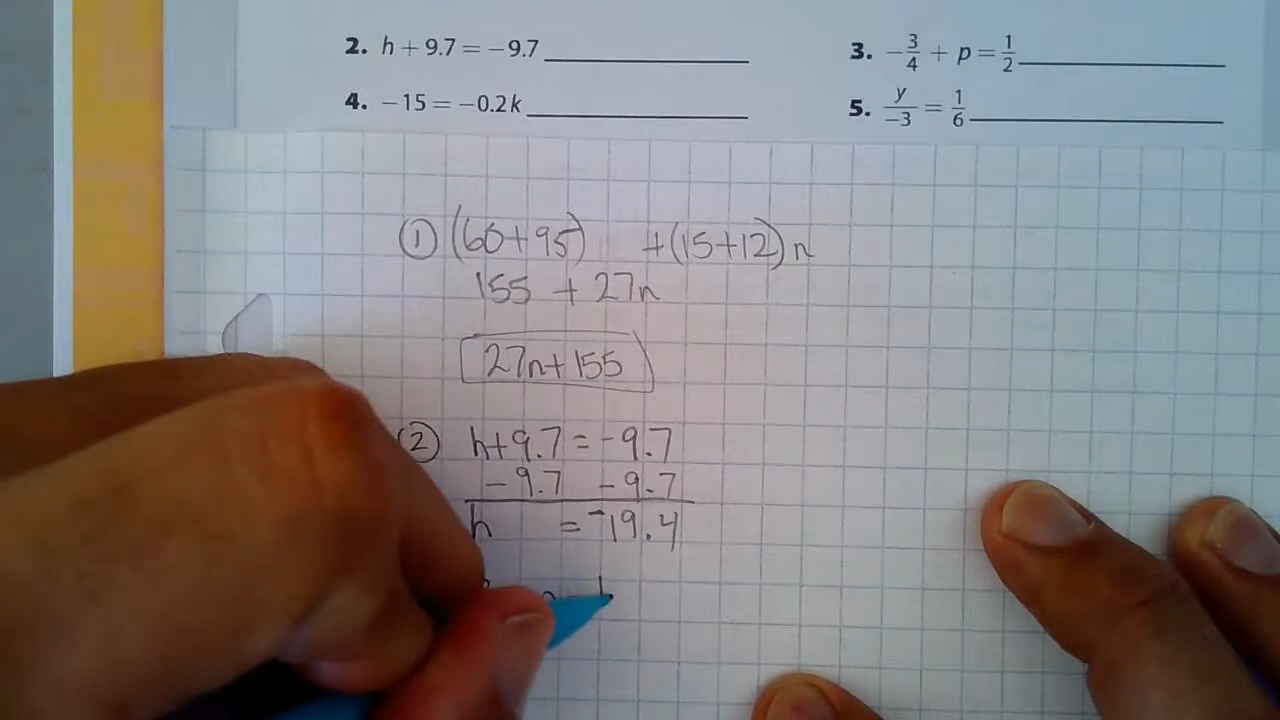 2. h + 9.7 = −9.7
3. −3/4 + p = 1/2
4. −15 = −0.2k
5. y/−3 = 1/6
① (60+95) +(15+12)n
155 + 27n
27n+155
② h+9.7 = -9.7
-9.7 -9.7
h = -19.4